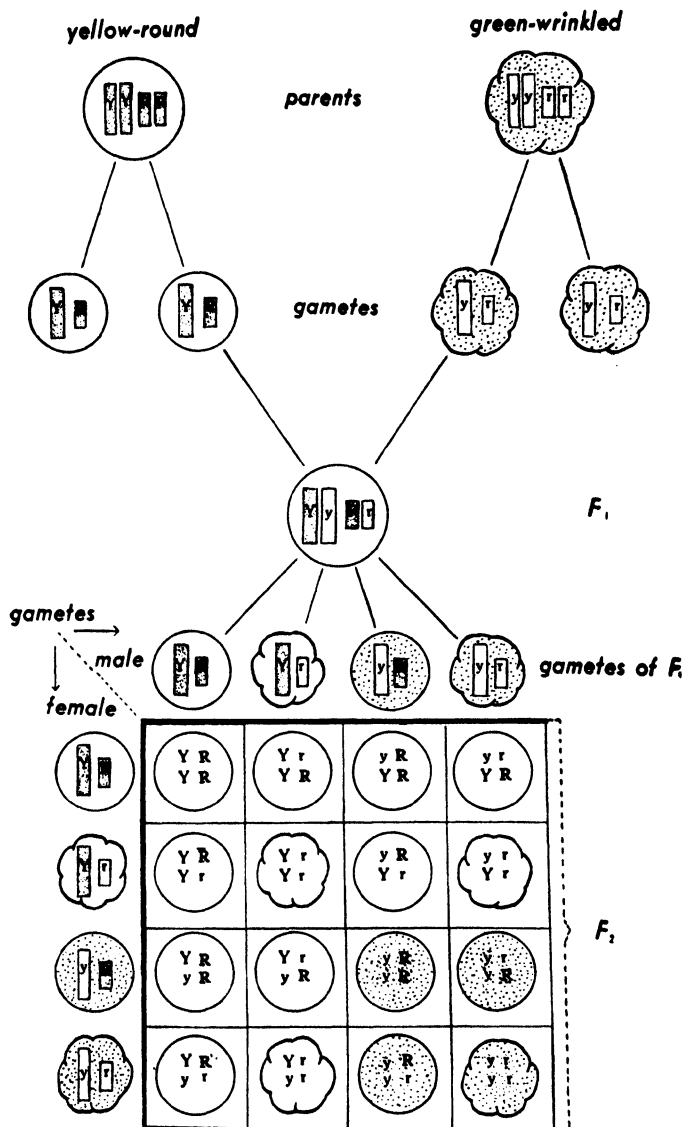 yellow-round
green-wrinkled
parents
Y Y R R
y y r r
gametes
Y R
Y R
y r
y r
Y y R r
F₁
gametes
male
female
Y R
Y r
y R
y r
gametes of F₁
Y R
Y R Y r y R y r
Y R Y R Y R Y R
Y r
Y R Y r y R y r
Y r Y r Y r Y r
y R
Y R Y r y R y r
y R y R y R y R
F₂
y r
Y R Y r y R y r
y r y r y r y r